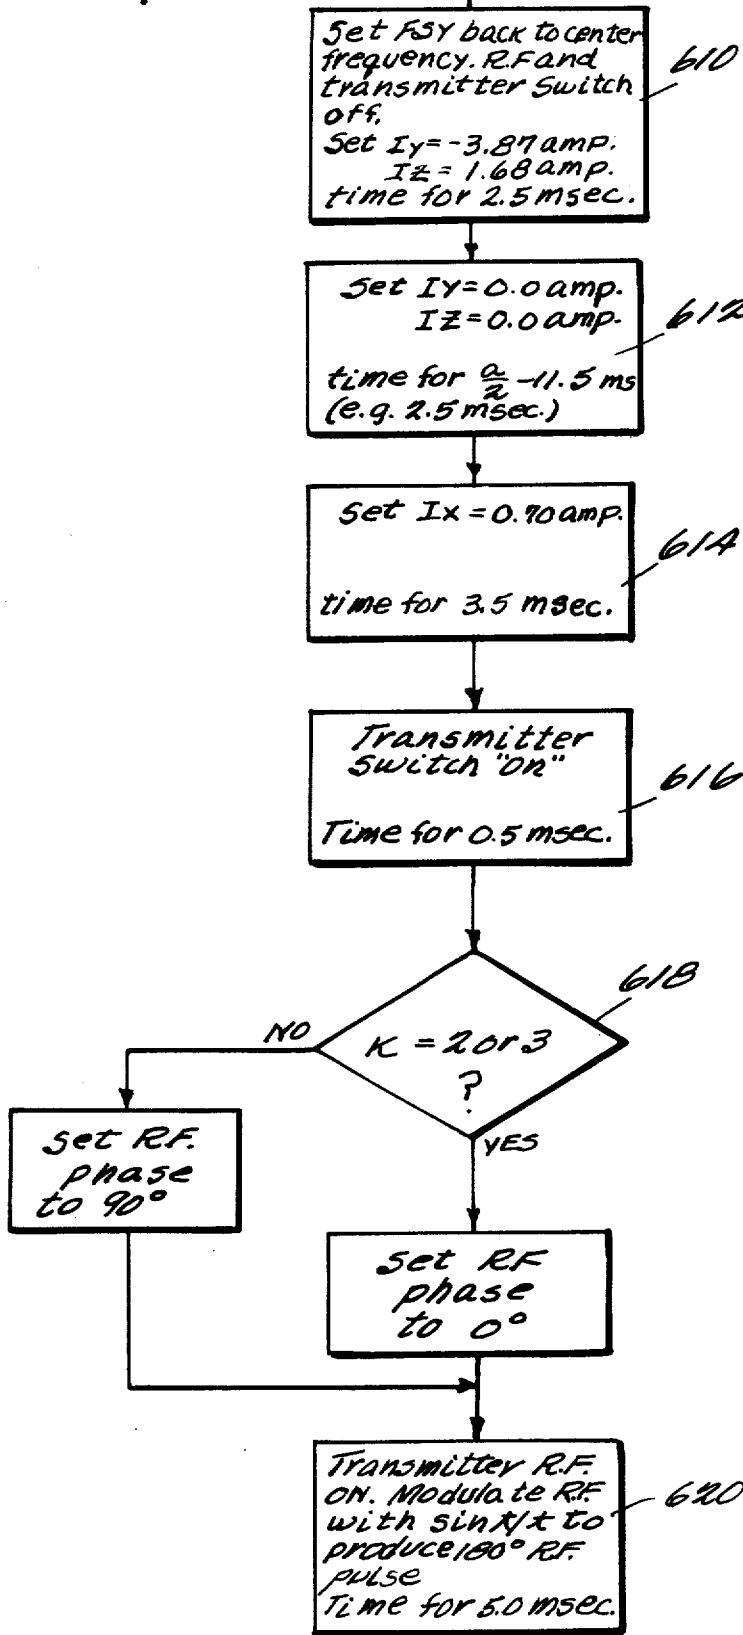 Set FSY back to center
frequency. R.F and
transmitter Switch
off.
Set Iy = -3.87 amp.
IZ = 1.68 amp.
time for 2.5 msec.
610
Set IY = 0.0 amp.
IZ = 0.0 amp.
time for a/2 - 11.5 ms
(e.g. 2.5 msec.)
612
Set Ix = 0.70 amp.
time for 3.5 msec.
614
Transmitter
Switch "on"
Time for 0.5 msec.
616
K = 2 or 3
?
618
NO
YES
Set R.F.
phase
to 90°
Set RF
phase
to 0°
Transmitter R.F.
ON. Modulate RF
with sin t/t to
produce 180° RF.
pulse
Time for 5.0 msec.
620